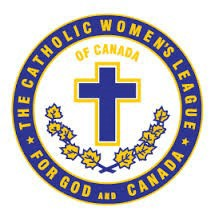 THE CATHOLIC WOMEN'S LEAGUE
OF CANADA
FOR GOD AND CANADA